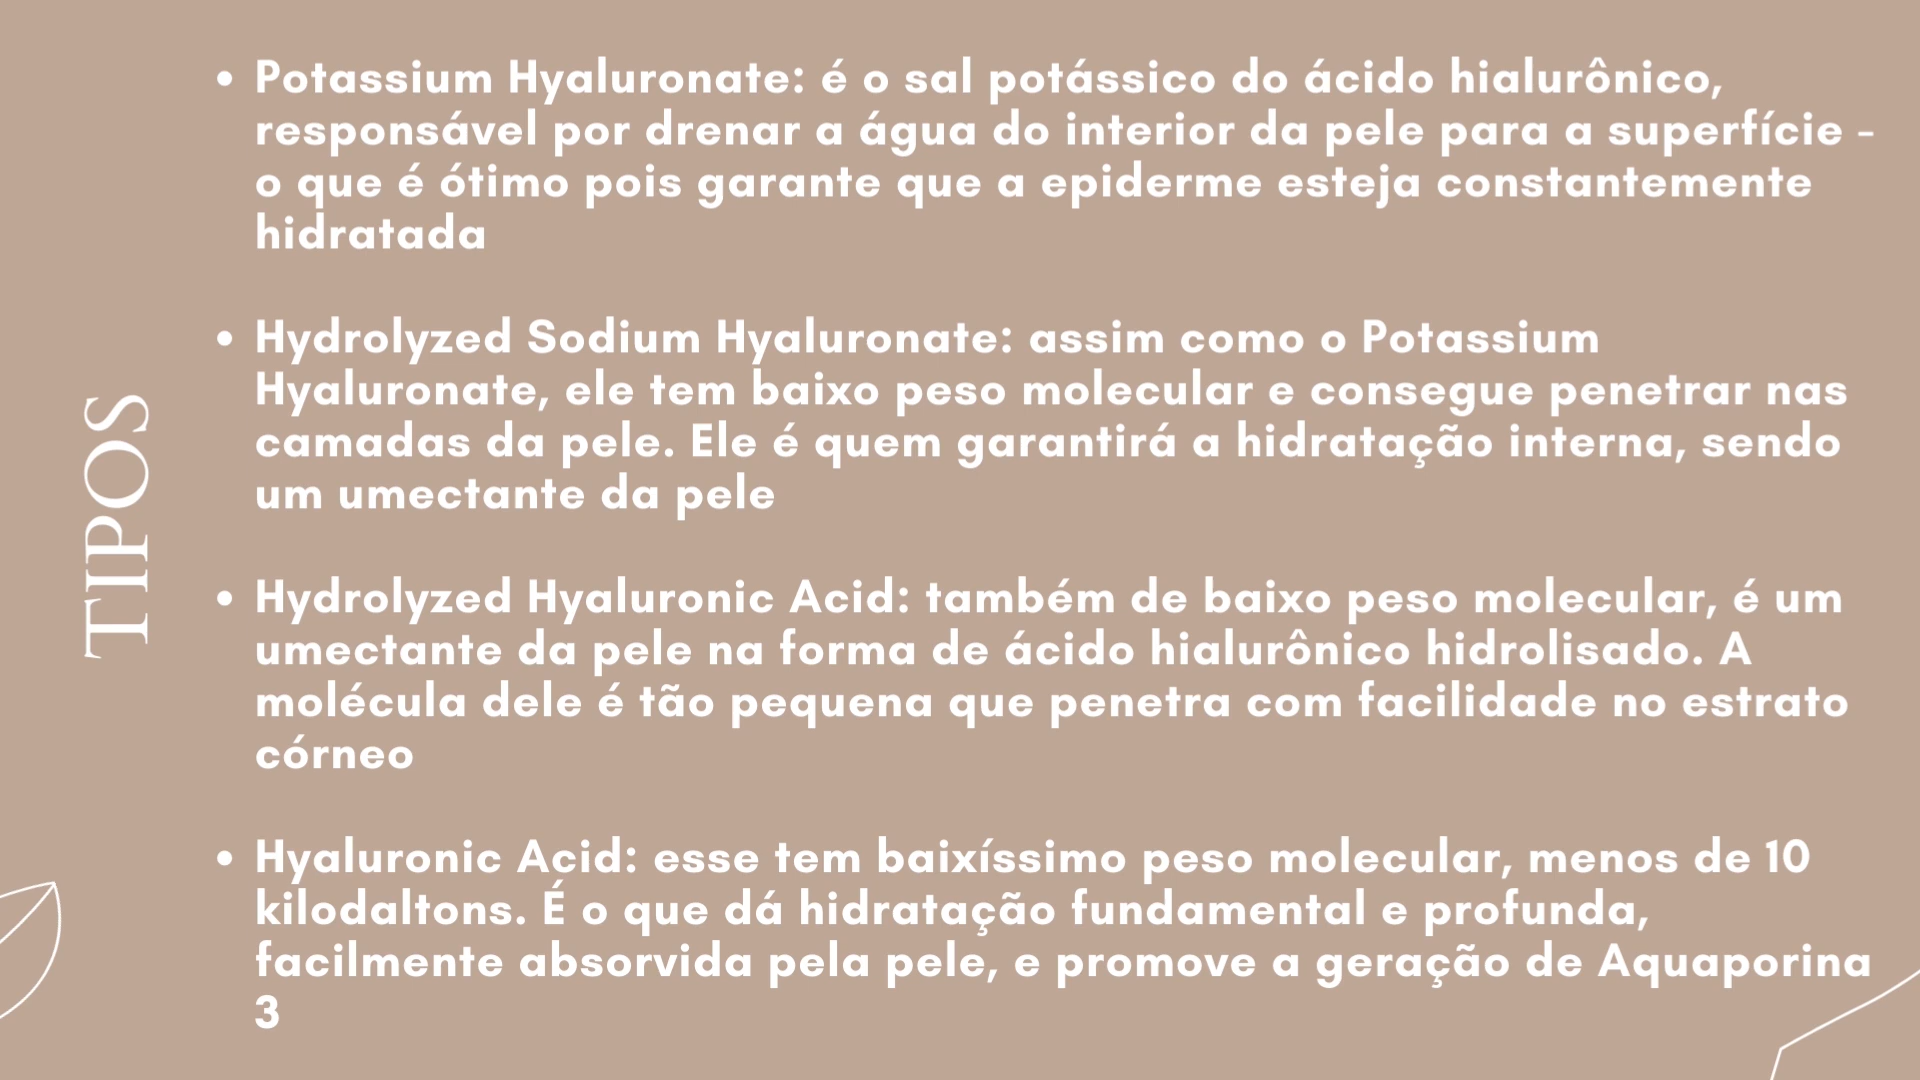 TIPOS
• Potassium Hyaluronate: é o sal potássico do ácido hialurônico,
responsável por drenar a água do interior da pele para a superfície -
o que é ótimo pois garante que a epiderme esteja constantemente
hidratada
• Hydrolyzed Sodium Hyaluronate: assim como o Potassium
Hyaluronate, ele tem baixo peso molecular e consegue penetrar nas
camadas da pele. Ele é quem garantirá a hidratação interna, sendo
um umectante da pele
• Hydrolyzed Hyaluronic Acid: também de baixo peso molecular, é um
umectante da pele na forma de ácido hialurônico hidrolisado. A
molécula dele é tão pequena que penetra com facilidade no estrato
córneo
• Hyaluronic Acid: esse tem baixíssimo peso molecular, menos de 10
kilodaltons. É o que dá hidratação fundamental e profunda,
facilmente absorvida pela pele, e promove a geração de Aquaporina
3